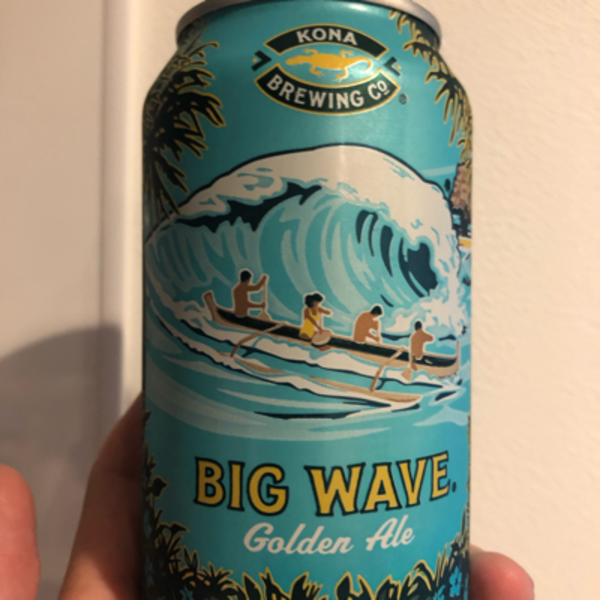 KONA
BREWING CO
®
BIG WAVE.
Golden Ale